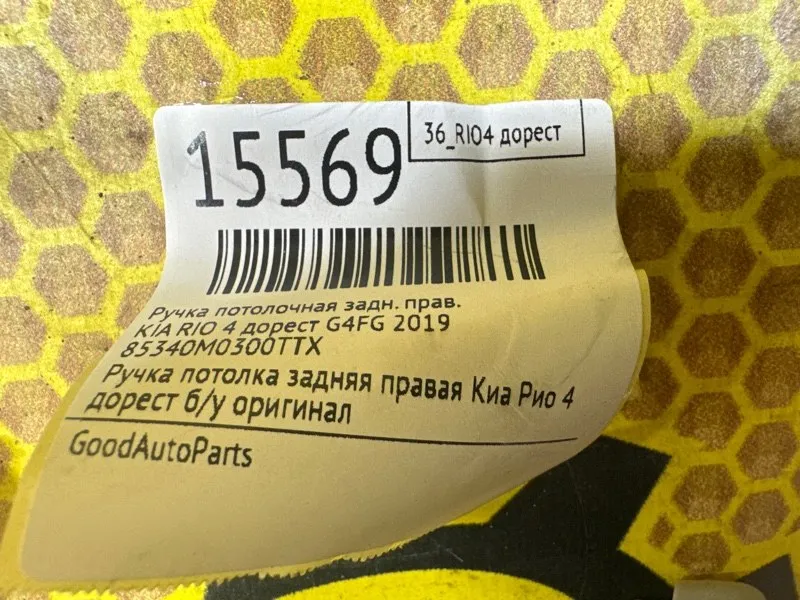 15569
36_RIO4 дорест
Ручка потолочная задн. прав.
KIA RIO 4 дорест G4FG 2019
85340M0300TTX
Ручка потолка задняя правая Киа Рио 4
дорест б/у оригинал
GoodAutoParts